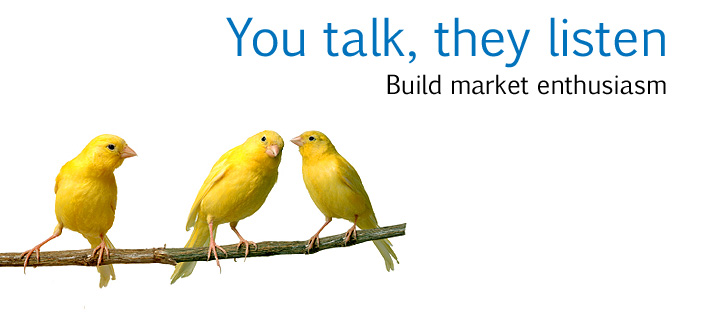 You talk, they listen
Build market enthusiasm